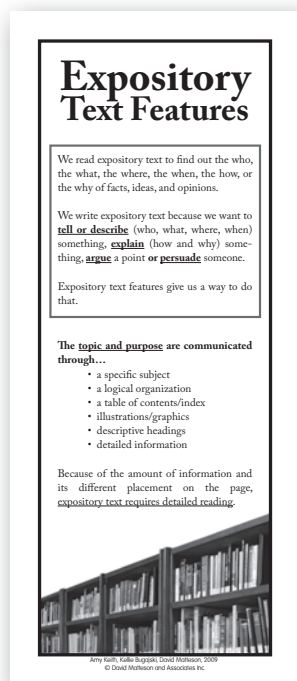 Expository
Text Features
We read expository text to find out the who,
the what, the where, the when, the how, or
the why of facts, ideas, and opinions.
We write expository text because we want to
tell or describe (who, what, where, when)
something, explain (how and why) some-
thing, argue a point or persuade someone.
Expository text features give us a way to do
that.
The topic and purpose are communicated
through…
• a specific subject
• a logical organization
• a table of contents/index
• illustrations/graphics
• descriptive headings
• detailed information
Because of the amount of information and
its different placement on the page,
expository text requires detailed reading.
Amy Keith, Kellie Bugajski, David Matteson, 2009
© David Matteson and Associates Inc.